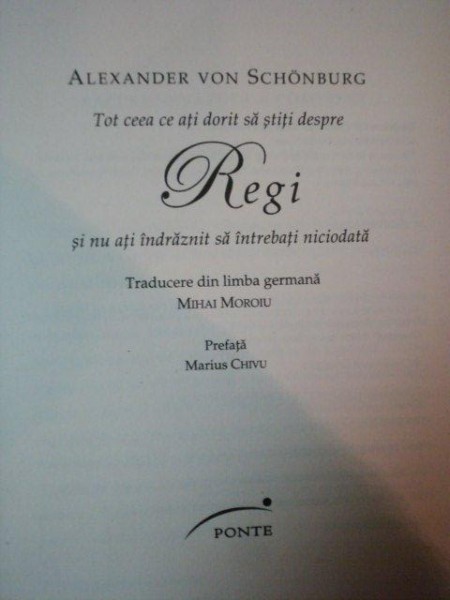 ALEXANDER VON SCHÖNBURG
Tot ceea ce ați dorit să știți despre
Regi
și nu ați îndrăznit să întrebați niciodată
Traducere din limba germană
MIHAI MOROIU
Prefață
Marius CHIVU
PONTE